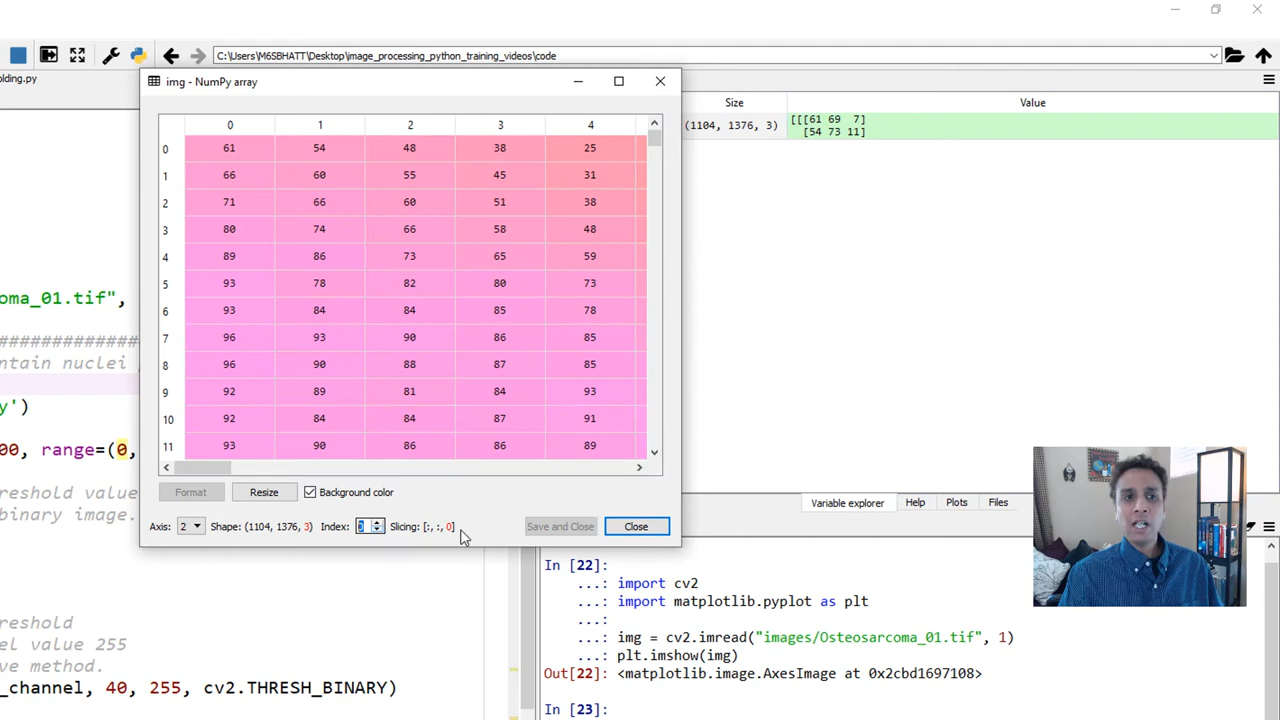 C:\Users\M6SBHATT\Desktop\image_processing_python_training_videos\code
olding.py
img - NumPy array
Size Value
(1104, 1376, 3) [[[61 69 7]
[54 73 11]
0 1 2 3 4
0 61 54 48 38 25
1 66 60 55 45 31
2 71 66 60 51 38
3 80 74 66 58 48
4 89 86 73 65 59
5 93 78 82 80 73
6 93 84 84 85 78
7 96 93 90 86 85
8 96 90 88 87 85
9 92 89 81 84 93
10 92 84 84 87 91
11 93 90 86 86 89
Format Resize Background color
Axis: 2 Shape: (1104, 1376, 3) Index: Slicing: [:, :, 0] Save and Close Close
oma_01.tif",
##############
ntain nuclei
y')
00, range=(0,
reshold value
binary image.
reshold
el value 255
ve method.
_channel, 40, 255, cv2.THRESH_BINARY)
Variable explorer Help Plots Files
In [22]:
...: import cv2
...: import matplotlib.pyplot as plt
...:
...: img = cv2.imread("images/Osteosarcoma_01.tif", 1)
...: plt.imshow(img)
Out[22]: <matplotlib.image.AxesImage at 0x2cbd1697108>
In [23]: